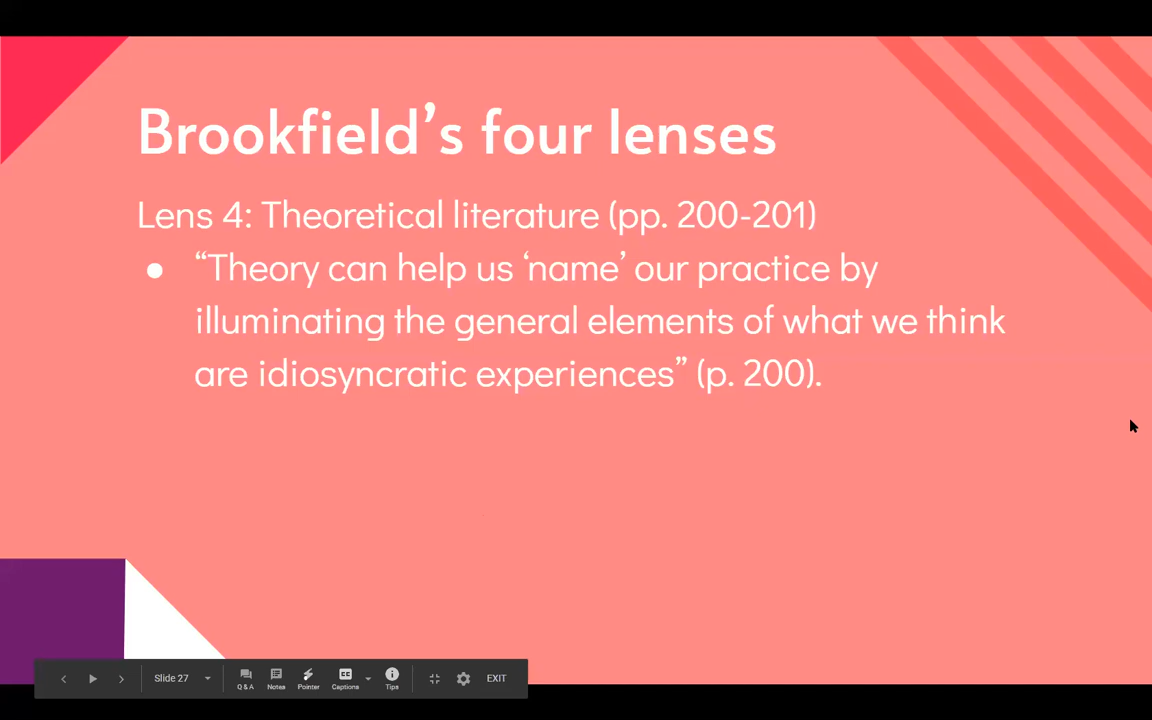 Brookfield’s four lenses
Lens 4: Theoretical literature (pp. 200-201)
● “Theory can help us ‘name’ our practice by
illuminating the general elements of what we think
are idiosyncratic experiences” (p. 200).
Slide 27
Q & A
Notes
Pointer
CC
Captions
Tips
EXIT